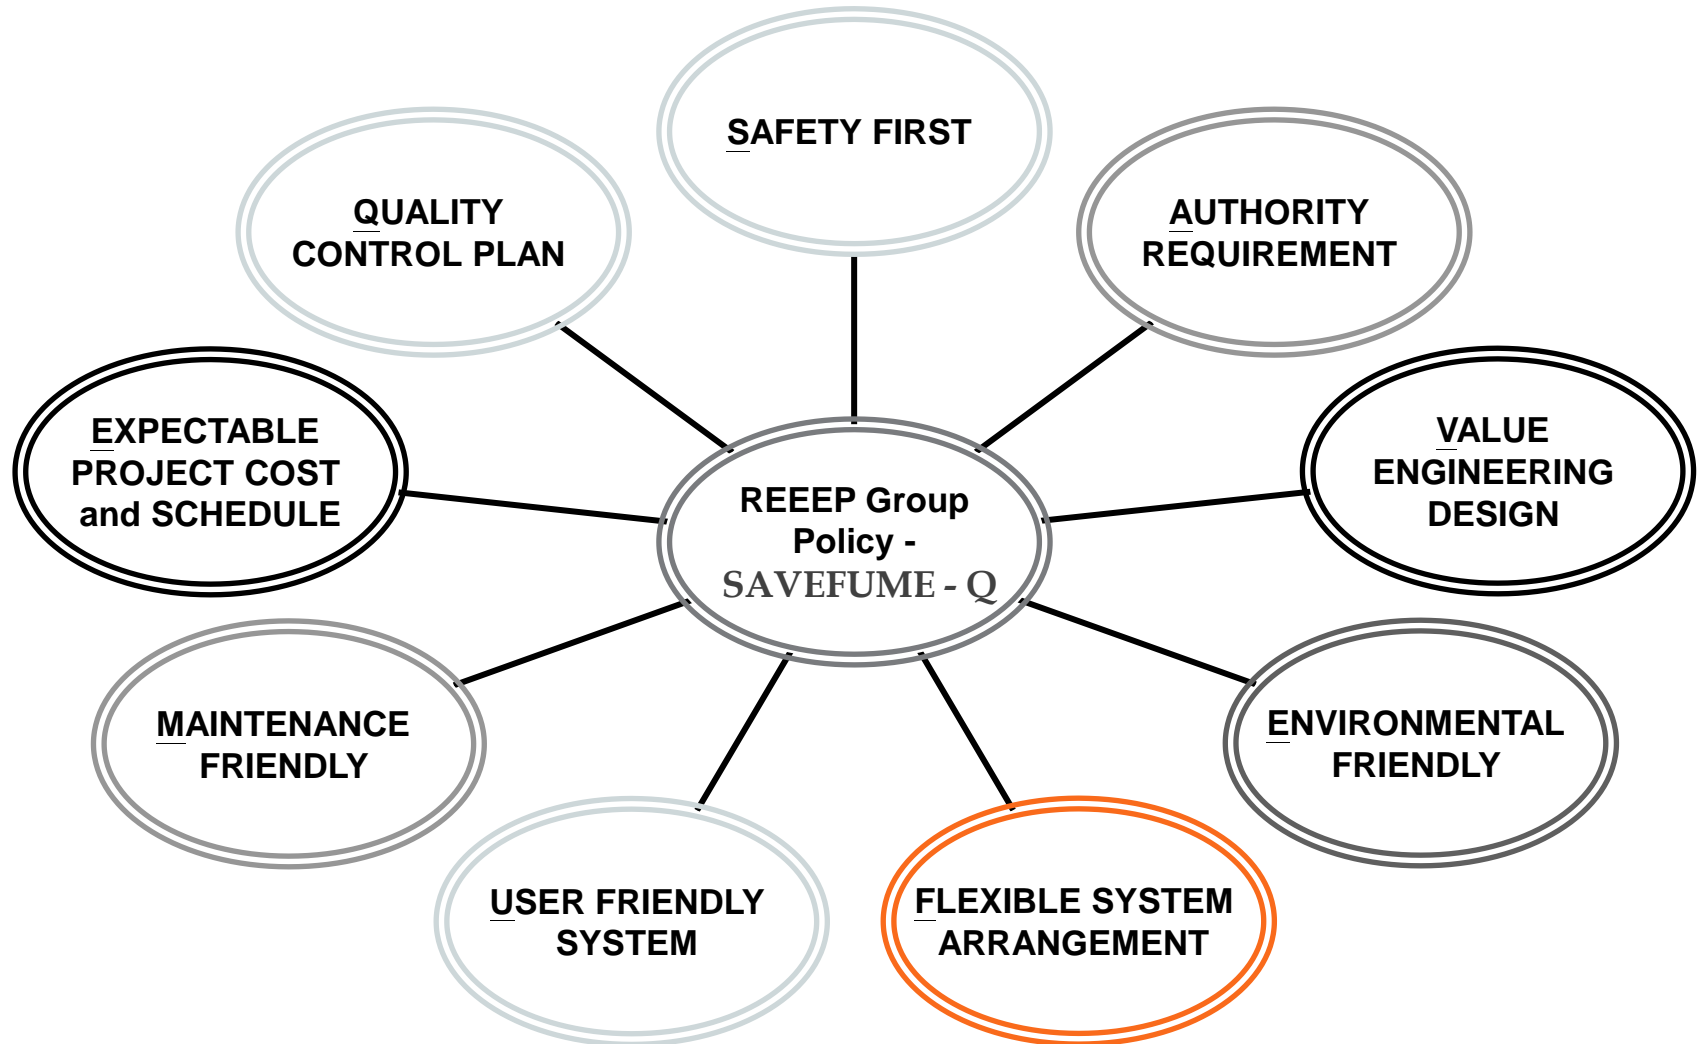 SAFETY FIRST
AUTHORITY
REQUIREMENT
VALUE
ENGINEERING
DESIGN
ENVIRONMENTAL
FRIENDLY
FLEXIBLE SYSTEM
ARRANGEMENT
USER FRIENDLY
SYSTEM
MAINTENANCE
FRIENDLY
EXPECTABLE
PROJECT COST
and SCHEDULE
QUALITY
CONTROL PLAN
REEEP Group
Policy -
SAVEFUME - Q